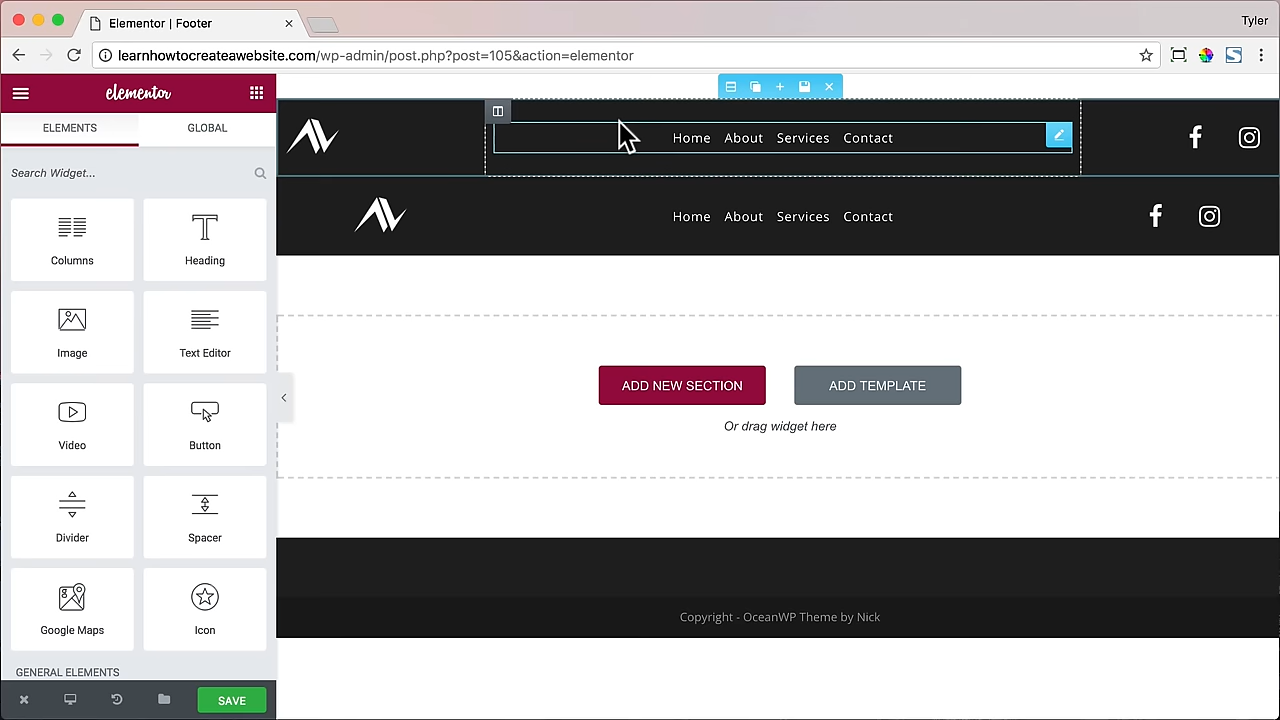 Elementor | Footer
Tyler
learnhowtocreateawebsite.com/wp-admin/post.php?post=105&action=elementor
elementor
ELEMENTS GLOBAL
Search Widget...
Columns Heading
Image Text Editor
Video Button
Divider Spacer
Google Maps Icon
GENERAL ELEMENTS
SAVE
Home About Services Contact
Home About Services Contact
ADD NEW SECTION ADD TEMPLATE
Or drag widget here
Copyright - OceanWP Theme by Nick